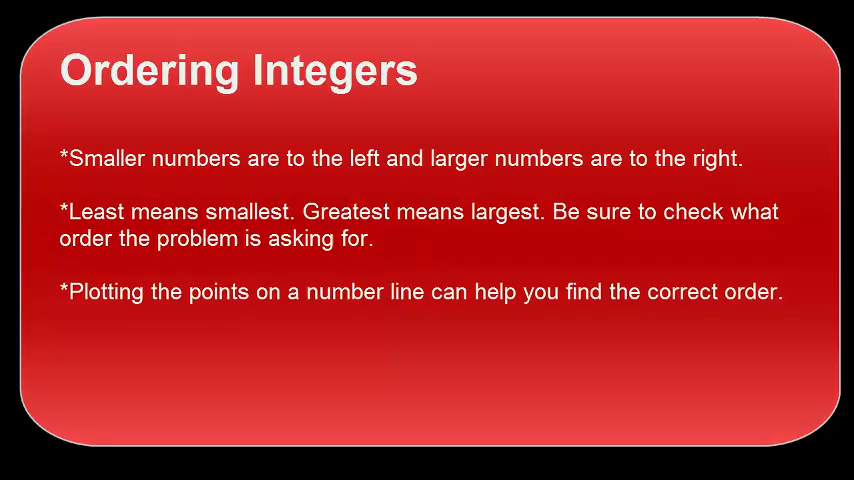 Ordering Integers
*Smaller numbers are to the left and larger numbers are to the right.
*Least means smallest. Greatest means largest. Be sure to check what
order the problem is asking for.
*Plotting the points on a number line can help you find the correct order.